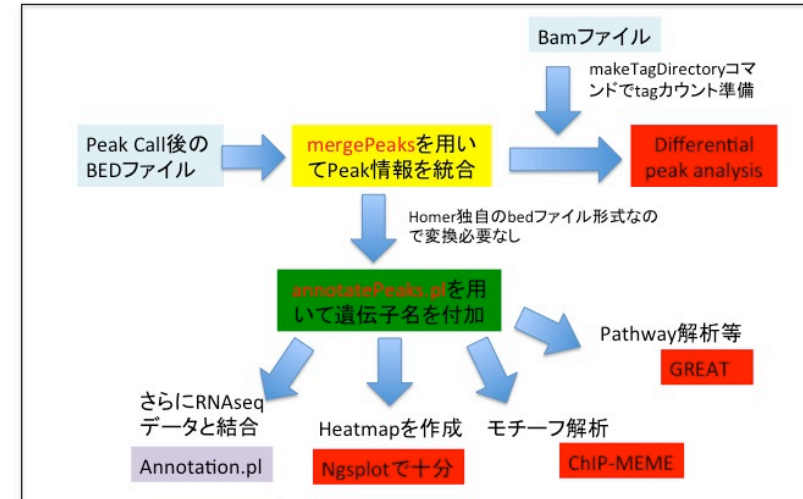 Bamファイル
makeTagDirectoryコマ
ンドでtagカウント準備
Peak Call後の
BEDファイル
mergePeaksを用い
てPeak情報を統合
Differential
peak analysis
Homer独自のbedファイル形式なの
で変換必要なし
annotatePeaks.plを用
いて遺伝子名を付加
Pathway解析等
GREAT
さらにRNAseq
データと結合
Annotation.pl
Heatmapを作成
Ngsplotで十分
モチーフ解析
ChIP-MEME